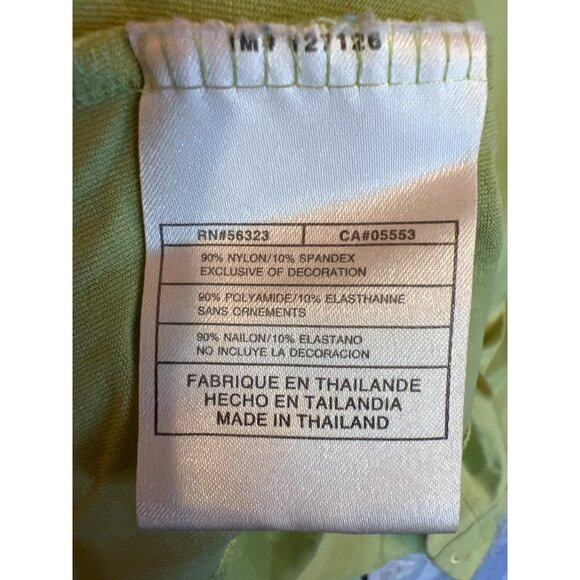 127126
RN#56323 CA#05553
90% NYLON/10% SPANDEX
EXCLUSIVE OF DECORATION
90% POLYAMIDE/10% ELASTHANNE
SANS ORNEMENTS
90% NAILON/10% ELASTANO
NO INCLUYE LA DECORACION
FABRIQUE EN THAILANDE
HECHO EN TAILANDIA
MADE IN THAILAND